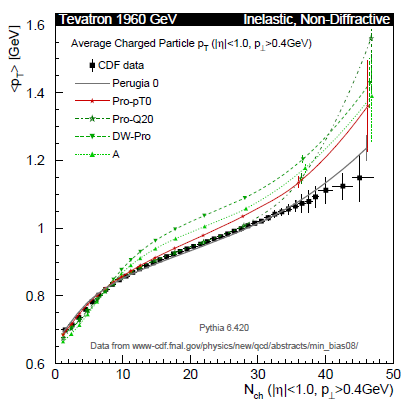 Tevatron 1960 GeV Inelastic, Non-Diffractive
<p_T> [GeV]
1.6
1.4
1.2
1
0.8
0.6
Average Charged Particle p_T (|η|<1.0, p⊥>0.4GeV)
CDF data
Perugia 0
Pro-pT0
Pro-Q20
DW-Pro
A
Pythia 6.420
Data from www-cdf.fnal.gov/physics/new/qcd/abstracts/min_bias08/
0 10 20 30 40 50
N_ch (|η|<1.0, p⊥>0.4GeV)